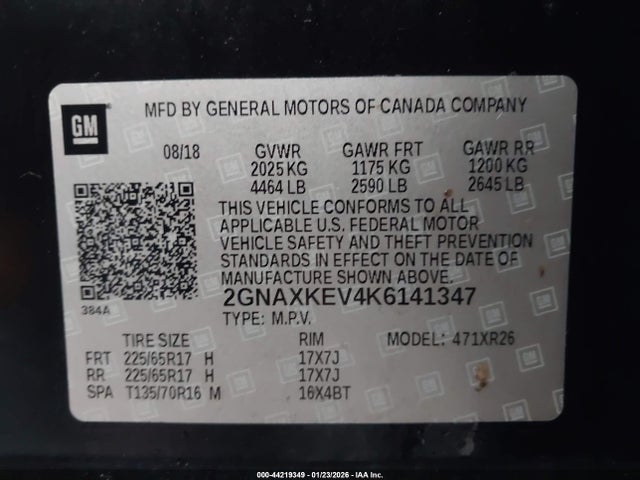 GM
MFD BY GENERAL MOTORS OF CANADA COMPANY
08/18 GVWR GAWR FRT GAWR RR
2025 KG 1175 KG 1200 KG
4464 LB 2590 LB 2645 LB
THIS VEHICLE CONFORMS TO ALL
APPLICABLE U.S. FEDERAL MOTOR
VEHICLE SAFETY AND THEFT PREVENTION
STANDARDS IN EFFECT ON THE DATE OF
MANUFACTURE SHOWN ABOVE.
2GNAXKEV4K6141347
384A
TYPE: M.P.V.
TIRE SIZE RIM MODEL: 471XR26
FRT 225/65R17 H 17X7J
RR 225/65R17 H 17X7J
SPA T135/70R16 M 16X4BT
000-44219349 - 01/23/2026 - IAA Inc.